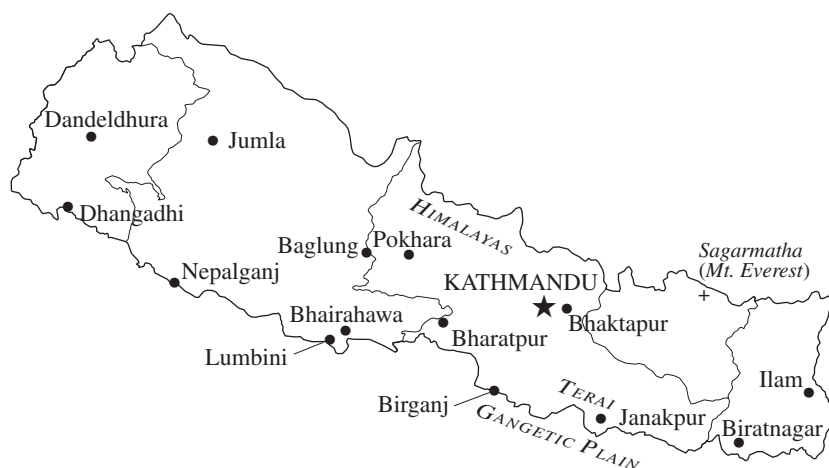 Dandeldhura
Jumla
Dhangadhi
HIMALAYAS
Baglung
Pokhara
Sagarmatha
(Mt. Everest)
Nepalganj
KATHMANDU
Bhairahawa
Bhaktapur
Bharatpur
Lumbini
Ilam
TERAI
Birganj
Janakpur
GANGETIC PLAIN
Biratnagar